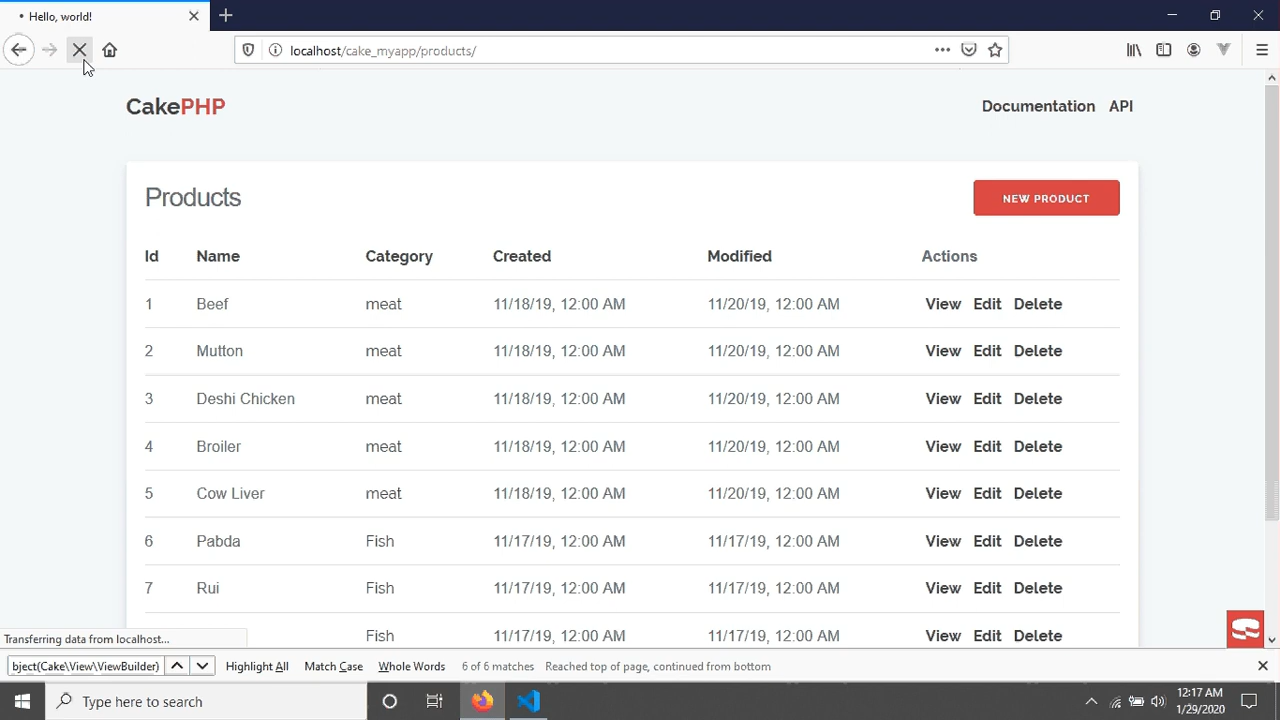 • Hello, world!
localhost/cake_myapp/products/
CakePHP
Documentation API
Products
NEW PRODUCT
Id Name Category Created Modified Actions
1 Beef meat 11/18/19, 12:00 AM 11/20/19, 12:00 AM View Edit Delete
2 Mutton meat 11/18/19, 12:00 AM 11/20/19, 12:00 AM View Edit Delete
3 Deshi Chicken meat 11/18/19, 12:00 AM 11/20/19, 12:00 AM View Edit Delete
4 Broiler meat 11/18/19, 12:00 AM 11/20/19, 12:00 AM View Edit Delete
5 Cow Liver meat 11/18/19, 12:00 AM 11/20/19, 12:00 AM View Edit Delete
6 Pabda Fish 11/17/19, 12:00 AM 11/17/19, 12:00 AM View Edit Delete
7 Rui Fish 11/17/19, 12:00 AM 11/17/19, 12:00 AM View Edit Delete
Fish 11/17/19, 12:00 AM 11/17/19, 12:00 AM View Edit Delete
Transferring data from localhost...
bject(Cake\View\ViewBuilder) Highlight All Match Case Whole Words 6 of 6 matches Reached top of page, continued from bottom
Type here to search
12:17 AM
1/29/2020